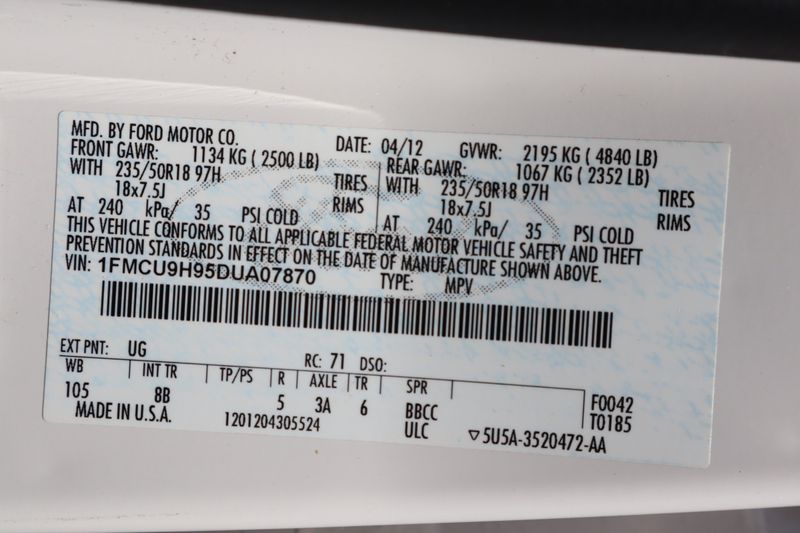 MFD. BY FORD MOTOR CO. DATE: 04/12 GVWR: 2195 KG ( 4840 LB)
FRONT GAWR: 1134 KG ( 2500 LB) REAR GAWR: 1067 KG ( 2352 LB)
WITH 235/50R18 97H TIRES WITH 235/50R18 97H TIRES
18x7.5J RIMS 18x7.5J RIMS
AT 240 kPa/ 35 PSI COLD AT 240 kPa/ 35 PSI COLD
THIS VEHICLE CONFORMS TO ALL APPLICABLE FEDERAL MOTOR VEHICLE SAFETY AND THEFT
PREVENTION STANDARDS IN EFFECT ON THE DATE OF MANUFACTURE SHOWN ABOVE.
VIN: 1FMCU9H95DUA07870 TYPE: MPV
EXT PNT: UG RC: 71 DSO:
WB INT TR TP/PS R AXLE TR SPR
105 8B 5 3A 6 BBCC F0042
MADE IN U.S.A. 1201204305524 ULC T0185
▽5U5A-3520472-AA